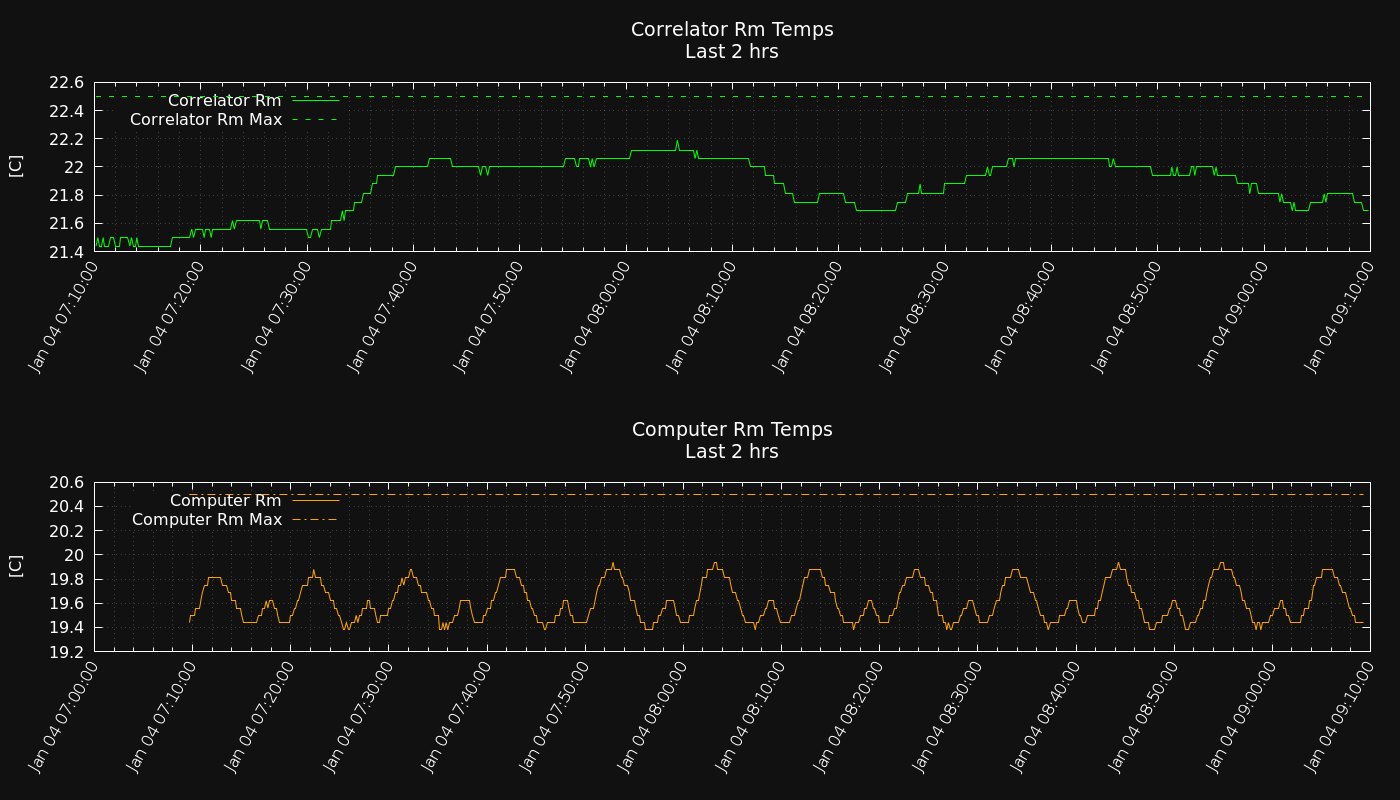 Correlator Rm Temps
Last 2 hrs
22.6
22.4
22.2
22
21.8
21.6
21.4
[C]
Correlator Rm
Correlator Rm Max
Jan 04 07:10:00
Jan 04 07:20:00
Jan 04 07:30:00
Jan 04 07:40:00
Jan 04 07:50:00
Jan 04 08:00:00
Jan 04 08:10:00
Jan 04 08:20:00
Jan 04 08:30:00
Jan 04 08:40:00
Jan 04 08:50:00
Jan 04 09:00:00
Jan 04 09:10:00
Computer Rm Temps
Last 2 hrs
20.6
20.4
20.2
20
19.8
19.6
19.4
19.2
[C]
Computer Rm
Computer Rm Max
Jan 04 07:00:00
Jan 04 07:10:00
Jan 04 07:20:00
Jan 04 07:30:00
Jan 04 07:40:00
Jan 04 07:50:00
Jan 04 08:00:00
Jan 04 08:10:00
Jan 04 08:20:00
Jan 04 08:30:00
Jan 04 08:40:00
Jan 04 08:50:00
Jan 04 09:00:00
Jan 04 09:10:00